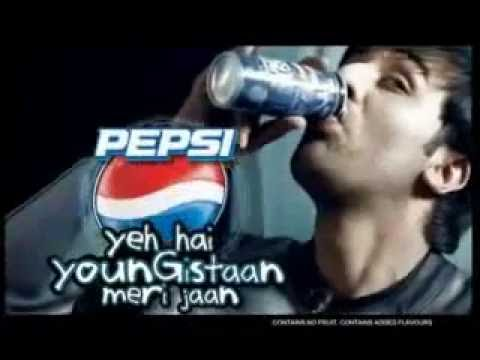 PEPSI
yeh hai
younGistaan
meri jaan
CONTAINS NO FRUIT. CONTAINS ADDED FLAVOURS